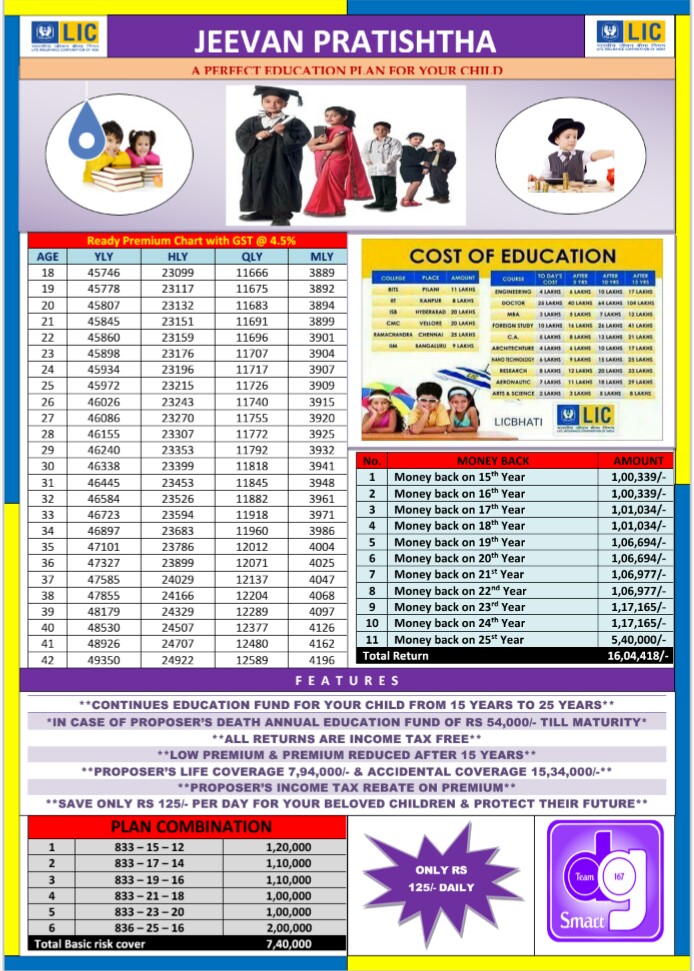 LIC
भारतीय जीवन बीमा निगम
LIFE INSURANCE CORPORATION OF INDIA
JEEVAN PRATISHTHA
LIC
भारतीय जीवन बीमा निगम
LIFE INSURANCE CORPORATION OF INDIA
A PERFECT EDUCATION PLAN FOR YOUR CHILD
Ready Premium Chart with GST @ 4.5%
AGE YLY HLY QLY MLY
18 45746 23099 11666 3889
19 45778 23117 11675 3892
20 45807 23132 11683 3894
21 45845 23151 11691 3899
22 45860 23159 11696 3901
23 45898 23176 11707 3904
24 45934 23196 11717 3907
25 45972 23215 11726 3909
26 46026 23243 11740 3915
27 46086 23270 11755 3920
28 46155 23307 11772 3925
29 46240 23353 11792 3932
30 46338 23399 11818 3941
31 46445 23453 11845 3948
32 46584 23526 11882 3961
33 46723 23594 11918 3971
34 46897 23683 11960 3986
35 47101 23786 12012 4004
36 47327 23899 12071 4025
37 47585 24029 12137 4047
38 47855 24166 12204 4068
39 48179 24329 12289 4097
40 48530 24507 12377 4126
41 48926 24707 12480 4162
42 49350 24922 12589 4196
COST OF EDUCATION
COLLEGE PLACE AMOUNT
BITS PILANI 11 LAKHS
IIT KANPUR 8 LAKHS
ISB HYDERABAD 20 LAKHS
CMC VELLORE 20 LAKHS
RAMACHANDRA CHENNAI 25 LAKHS
IIM BANGALURU 9 LAKHS
COURSE TO DAY'S COST AFTER 5 YRS AFTER 10 YRS AFTER 15 YRS
ENGINEERING 4 LAKHS 6 LAKHS 10 LAKHS 17 LAKHS
DOCTOR 25 LAKHS 40 LAKHS 64 LAKHS 104 LAKHS
MBA 3 LAKHS 5 LAKHS 7 LAKHS 12 LAKHS
FOREIGN STUDY 10 LAKHS 16 LAKHS 26 LAKHS 41 LAKHS
C.A. 5 LAKHS 8 LAKHS 13 LAKHS 21 LAKHS
ARCHITECTURE 4 LAKHS 6 LAKHS 10 LAKHS 17 LAKHS
NANO TECHNOLOGY 6 LAKHS 9 LAKHS 15 LAKHS 25 LAKHS
RESEARCH 8 LAKHS 12 LAKHS 20 LAKHS 33 LAKHS
AERONAUTIC 7 LAKHS 11 LAKHS 18 LAKHS 29 LAKHS
ARTS & SCIENCE 2 LAKHS 3 LAKHS 5 LAKHS 8 LAKHS
LICBHATI
LIC
LIFE INSURANCE CORPORATION OF INDIA
No. MONEY BACK AMOUNT
1 Money back on 15th Year 1,00,339/-
2 Money back on 16th Year 1,00,339/-
3 Money back on 17th Year 1,01,034/-
4 Money back on 18th Year 1,01,034/-
5 Money back on 19th Year 1,06,694/-
6 Money back on 20th Year 1,06,694/-
7 Money back on 21st Year 1,06,977/-
8 Money back on 22nd Year 1,06,977/-
9 Money back on 23rd Year 1,17,165/-
10 Money back on 24th Year 1,17,165/-
11 Money back on 25st Year 5,40,000/-
Total Return 16,04,418/-
FEATURES
**CONTINUES EDUCATION FUND FOR YOUR CHILD FROM 15 YEARS TO 25 YEARS**
*IN CASE OF PROPOSER'S DEATH ANNUAL EDUCATION FUND OF RS 54,000/- TILL MATURITY*
**ALL RETURNS ARE INCOME TAX FREE**
**LOW PREMIUM & PREMIUM REDUCED AFTER 15 YEARS**
**PROPOSER'S LIFE COVERAGE 7,94,000/- & ACCIDENTAL COVERAGE 15,34,000/-**
**PROPOSER'S INCOME TAX REBATE ON PREMIUM**
**SAVE ONLY RS 125/- PER DAY FOR YOUR BELOVED CHILDREN & PROTECT THEIR FUTURE**
PLAN COMBINATION
1 833 – 15 – 12 1,20,000
2 833 – 17 – 14 1,10,000
3 833 – 19 – 16 1,10,000
4 833 – 21 – 18 1,00,000
5 833 – 23 – 20 1,00,000
6 836 – 25 – 16 2,00,000
Total Basic risk cover 7,40,000
ONLY RS
125/- DAILY
Team 167
Smart